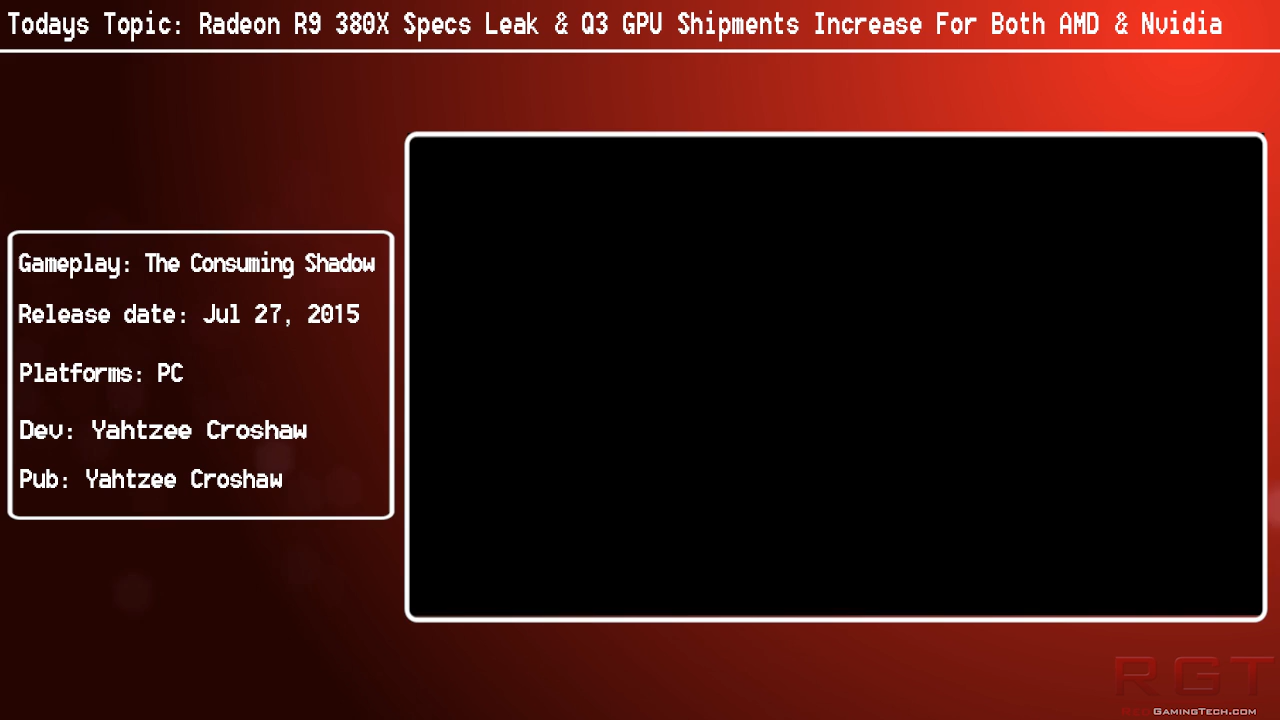 Todays Topic: Radeon R9 380X Specs Leak & Q3 GPU Shipments Increase For Both AMD & Nvidia
Gameplay: The Consuming Shadow
Release date: Jul 27, 2015
Platforms: PC
Dev: Yahtzee Croshaw
Pub: Yahtzee Croshaw
RGT
RedGamingTech.com